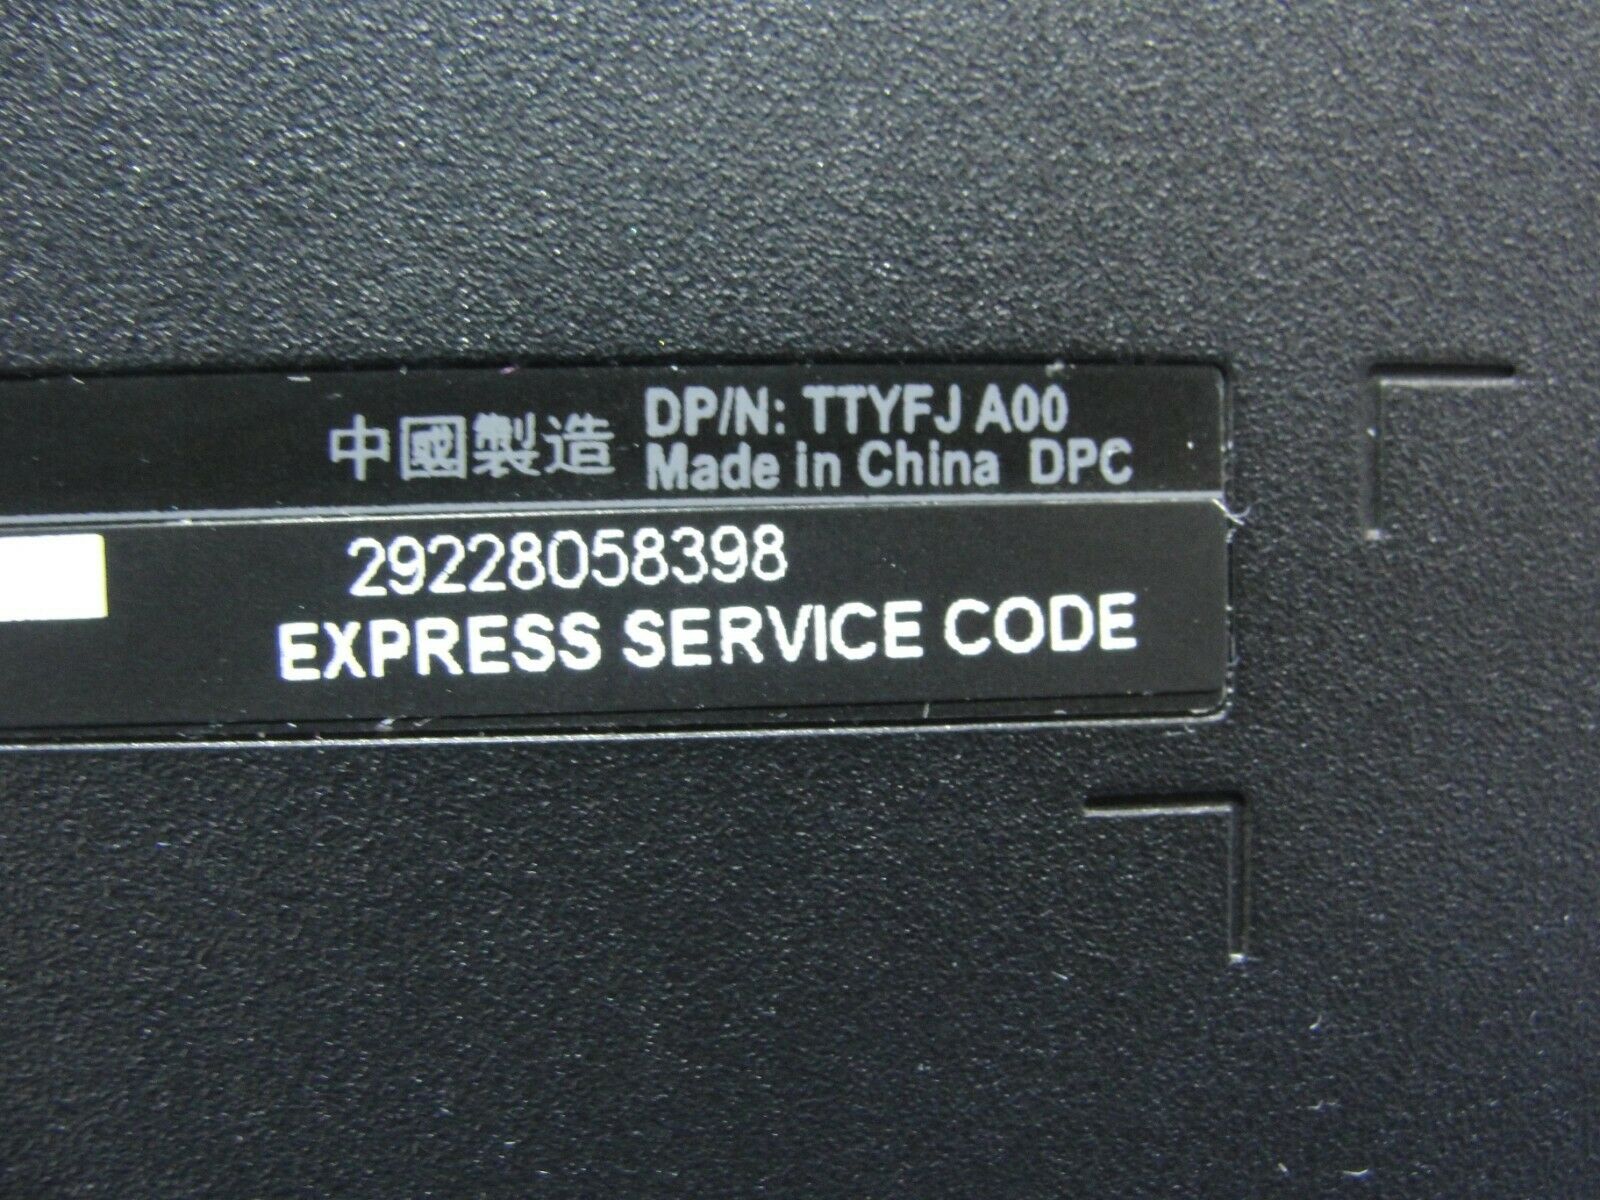 中國製造 DP/N: TTYFJ A00
Made in China DPC
29228058398
EXPRESS SERVICE CODE